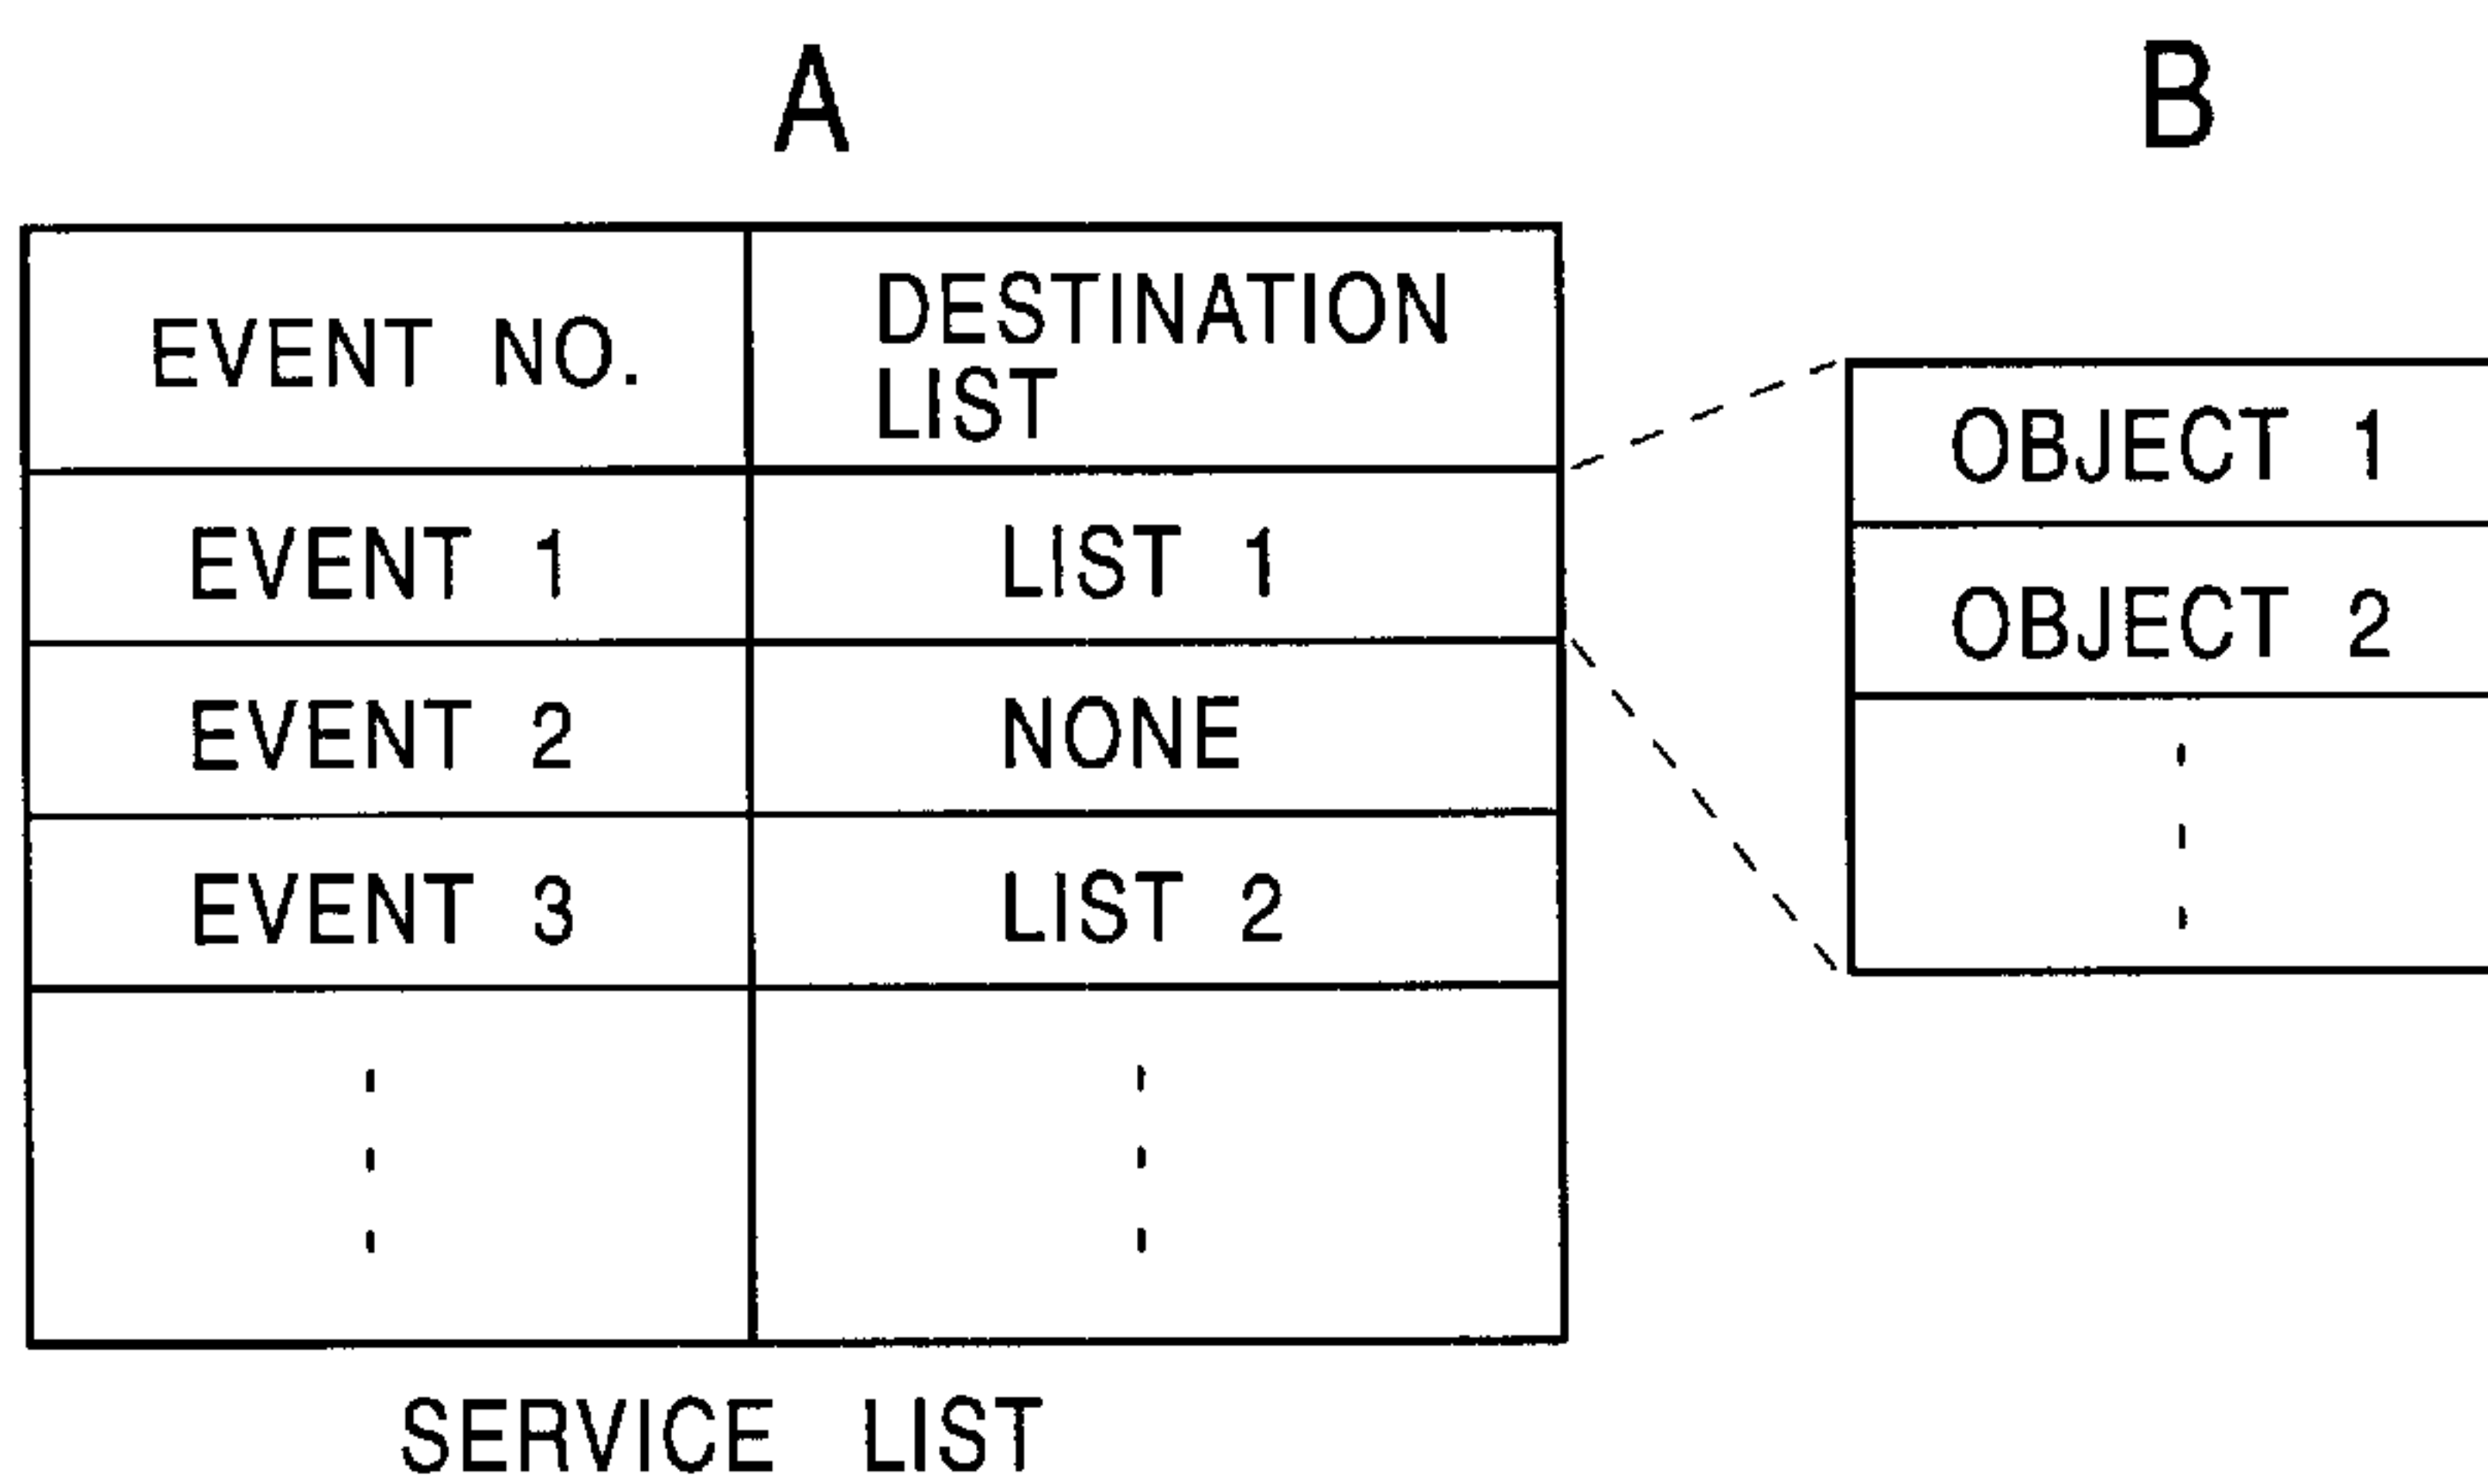 A
B
EVENT NO.
DESTINATION
LIST
EVENT 1
LIST 1
EVENT 2
NONE
EVENT 3
LIST 2
OBJECT 1
OBJECT 2
SERVICE LIST